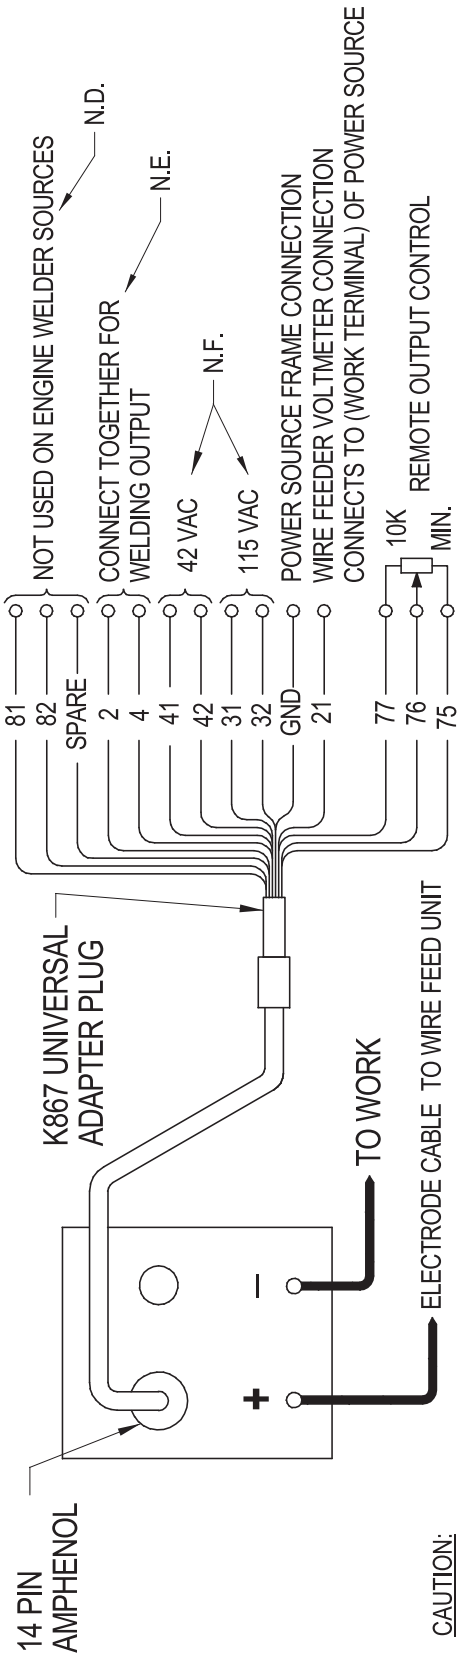 14 PIN
AMPHENOL
K867 UNIVERSAL
ADAPTER PLUG
81
82
SPARE
2
4
41
42
31
32
GND
21
77
76
75
NOT USED ON ENGINE WELDER SOURCES
N.D.
CONNECT TOGETHER FOR
WELDING OUTPUT
N.E.
42 VAC
115 VAC
N.F.
POWER SOURCE FRAME CONNECTION
WIRE FEEDER VOLTMETER CONNECTION
CONNECTS TO (WORK TERMINAL) OF POWER SOURCE
10K
REMOTE OUTPUT CONTROL
MIN.
+
–
TO WORK
ELECTRODE CABLE TO WIRE FEED UNIT
CAUTION: